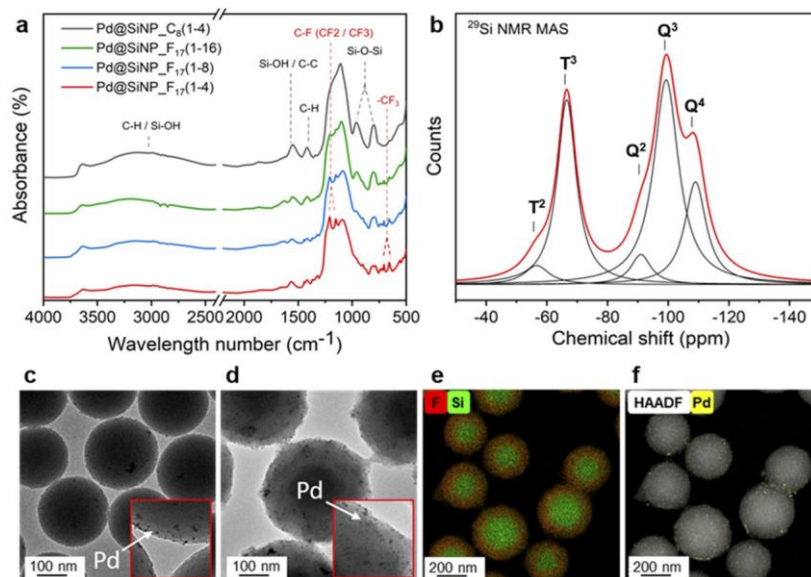 a
Pd@SiNP_C₈(1-4)
Pd@SiNP_F₁₇(1-16)
Pd@SiNP_F₁₇(1-8)
Pd@SiNP_F₁₇(1-4)
C-F (CF2 / CF3)
Si-OH / C-C
Si-O-Si
C-H
-CF₃
C-H / Si-OH
Absorbance (%)
4000 3500 3000 2500 2000 1500 1000 500
Wavelength number (cm⁻¹)
b
²⁹Si NMR MAS
T²
T³
Q²
Q³
Q⁴
Counts
-40 -60 -80 -100 -120 -140
Chemical shift (ppm)
c
Pd
100 nm
d
Pd
100 nm
e
F Si
200 nm
f
HAADF Pd
200 nm